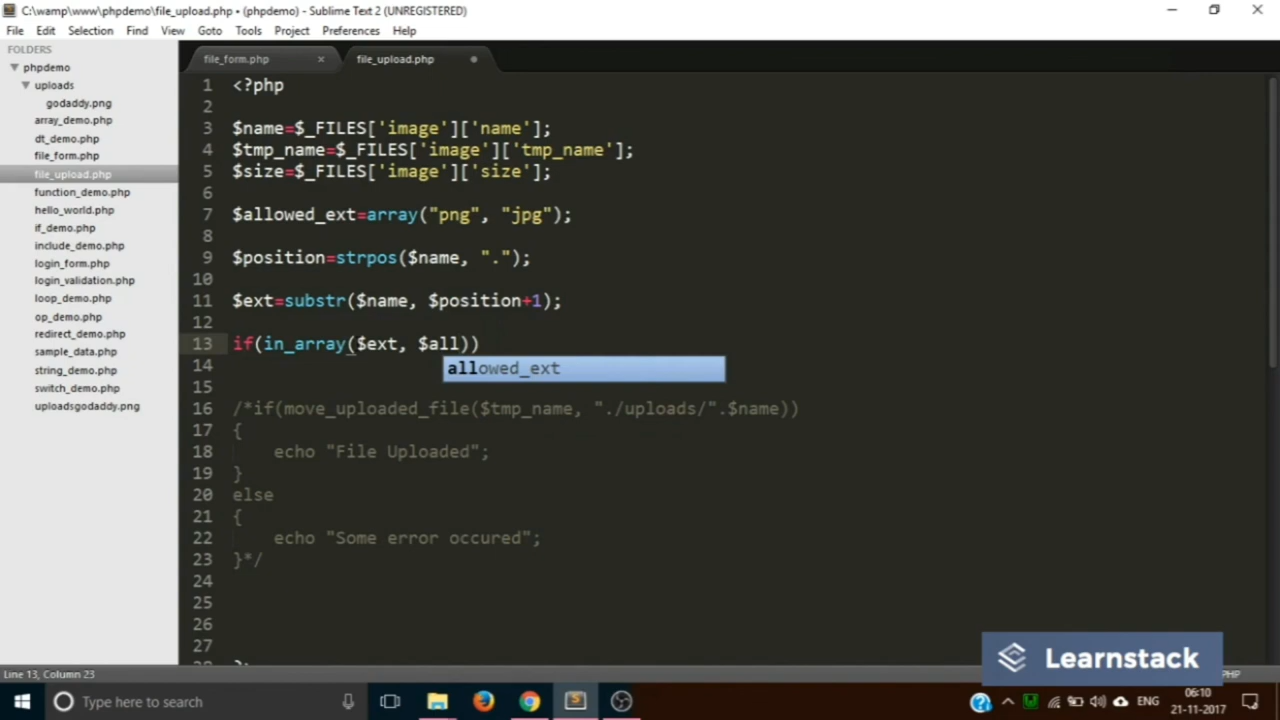 C:\wamp\www\phpdemo\file_upload.php • (phpdemo) - Sublime Text 2 (UNREGISTERED)
File Edit Selection Find View Goto Tools Project Preferences Help
FOLDERS
phpdemo
uploads
godaddy.png
array_demo.php
dt_demo.php
file_form.php
file_upload.php
function_demo.php
hello_world.php
if_demo.php
include_demo.php
login_form.php
login_validation.php
loop_demo.php
op_demo.php
redirect_demo.php
sample_data.php
string_demo.php
switch_demo.php
uploadsgodaddy.png
file_form.php × file_upload.php
1 <?php
2
3 $name=$_FILES['image']['name'];
4 $tmp_name=$_FILES['image']['tmp_name'];
5 $size=$_FILES['image']['size'];
6
7 $allowed_ext=array("png", "jpg");
8
9 $position=strpos($name, ".");
10
11 $ext=substr($name, $position+1);
12
13 if(in_array($ext, $all))
allowed_ext
14
15
16 /*if(move_uploaded_file($tmp_name, "./uploads/".$name))
17 {
18 echo "File Uploaded";
19 }
20 else
21 {
22 echo "Some error occured";
23 }*/
24
25
26
27
Line 13, Column 23
Learnstack
PHP
Type here to search
ENG
06:10
21-11-2017